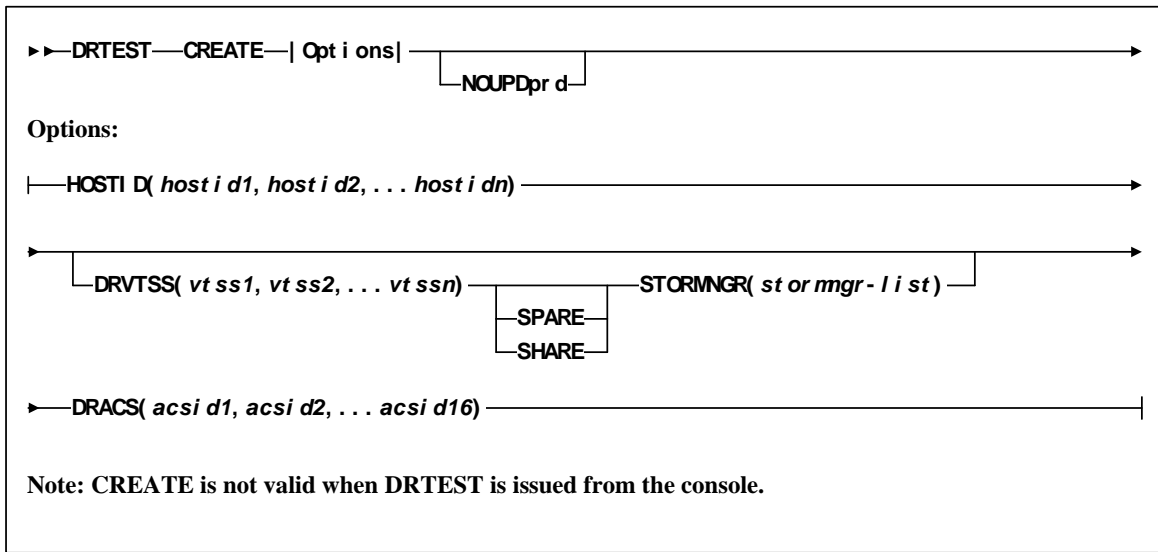 DRTEST CREATE | Options|
NOUPDprd
Options:
HOSTID( hostid1, hostid2, . . . hostidn)
DRVTSS( vtss1, vtss2, . . . vtssn) STORMNGR( stormngr-list)
SPARE
SHARE
DRACS( acsid1, acsid2, . . . acsid16)
Note: CREATE is not valid when DRTEST is issued from the console.